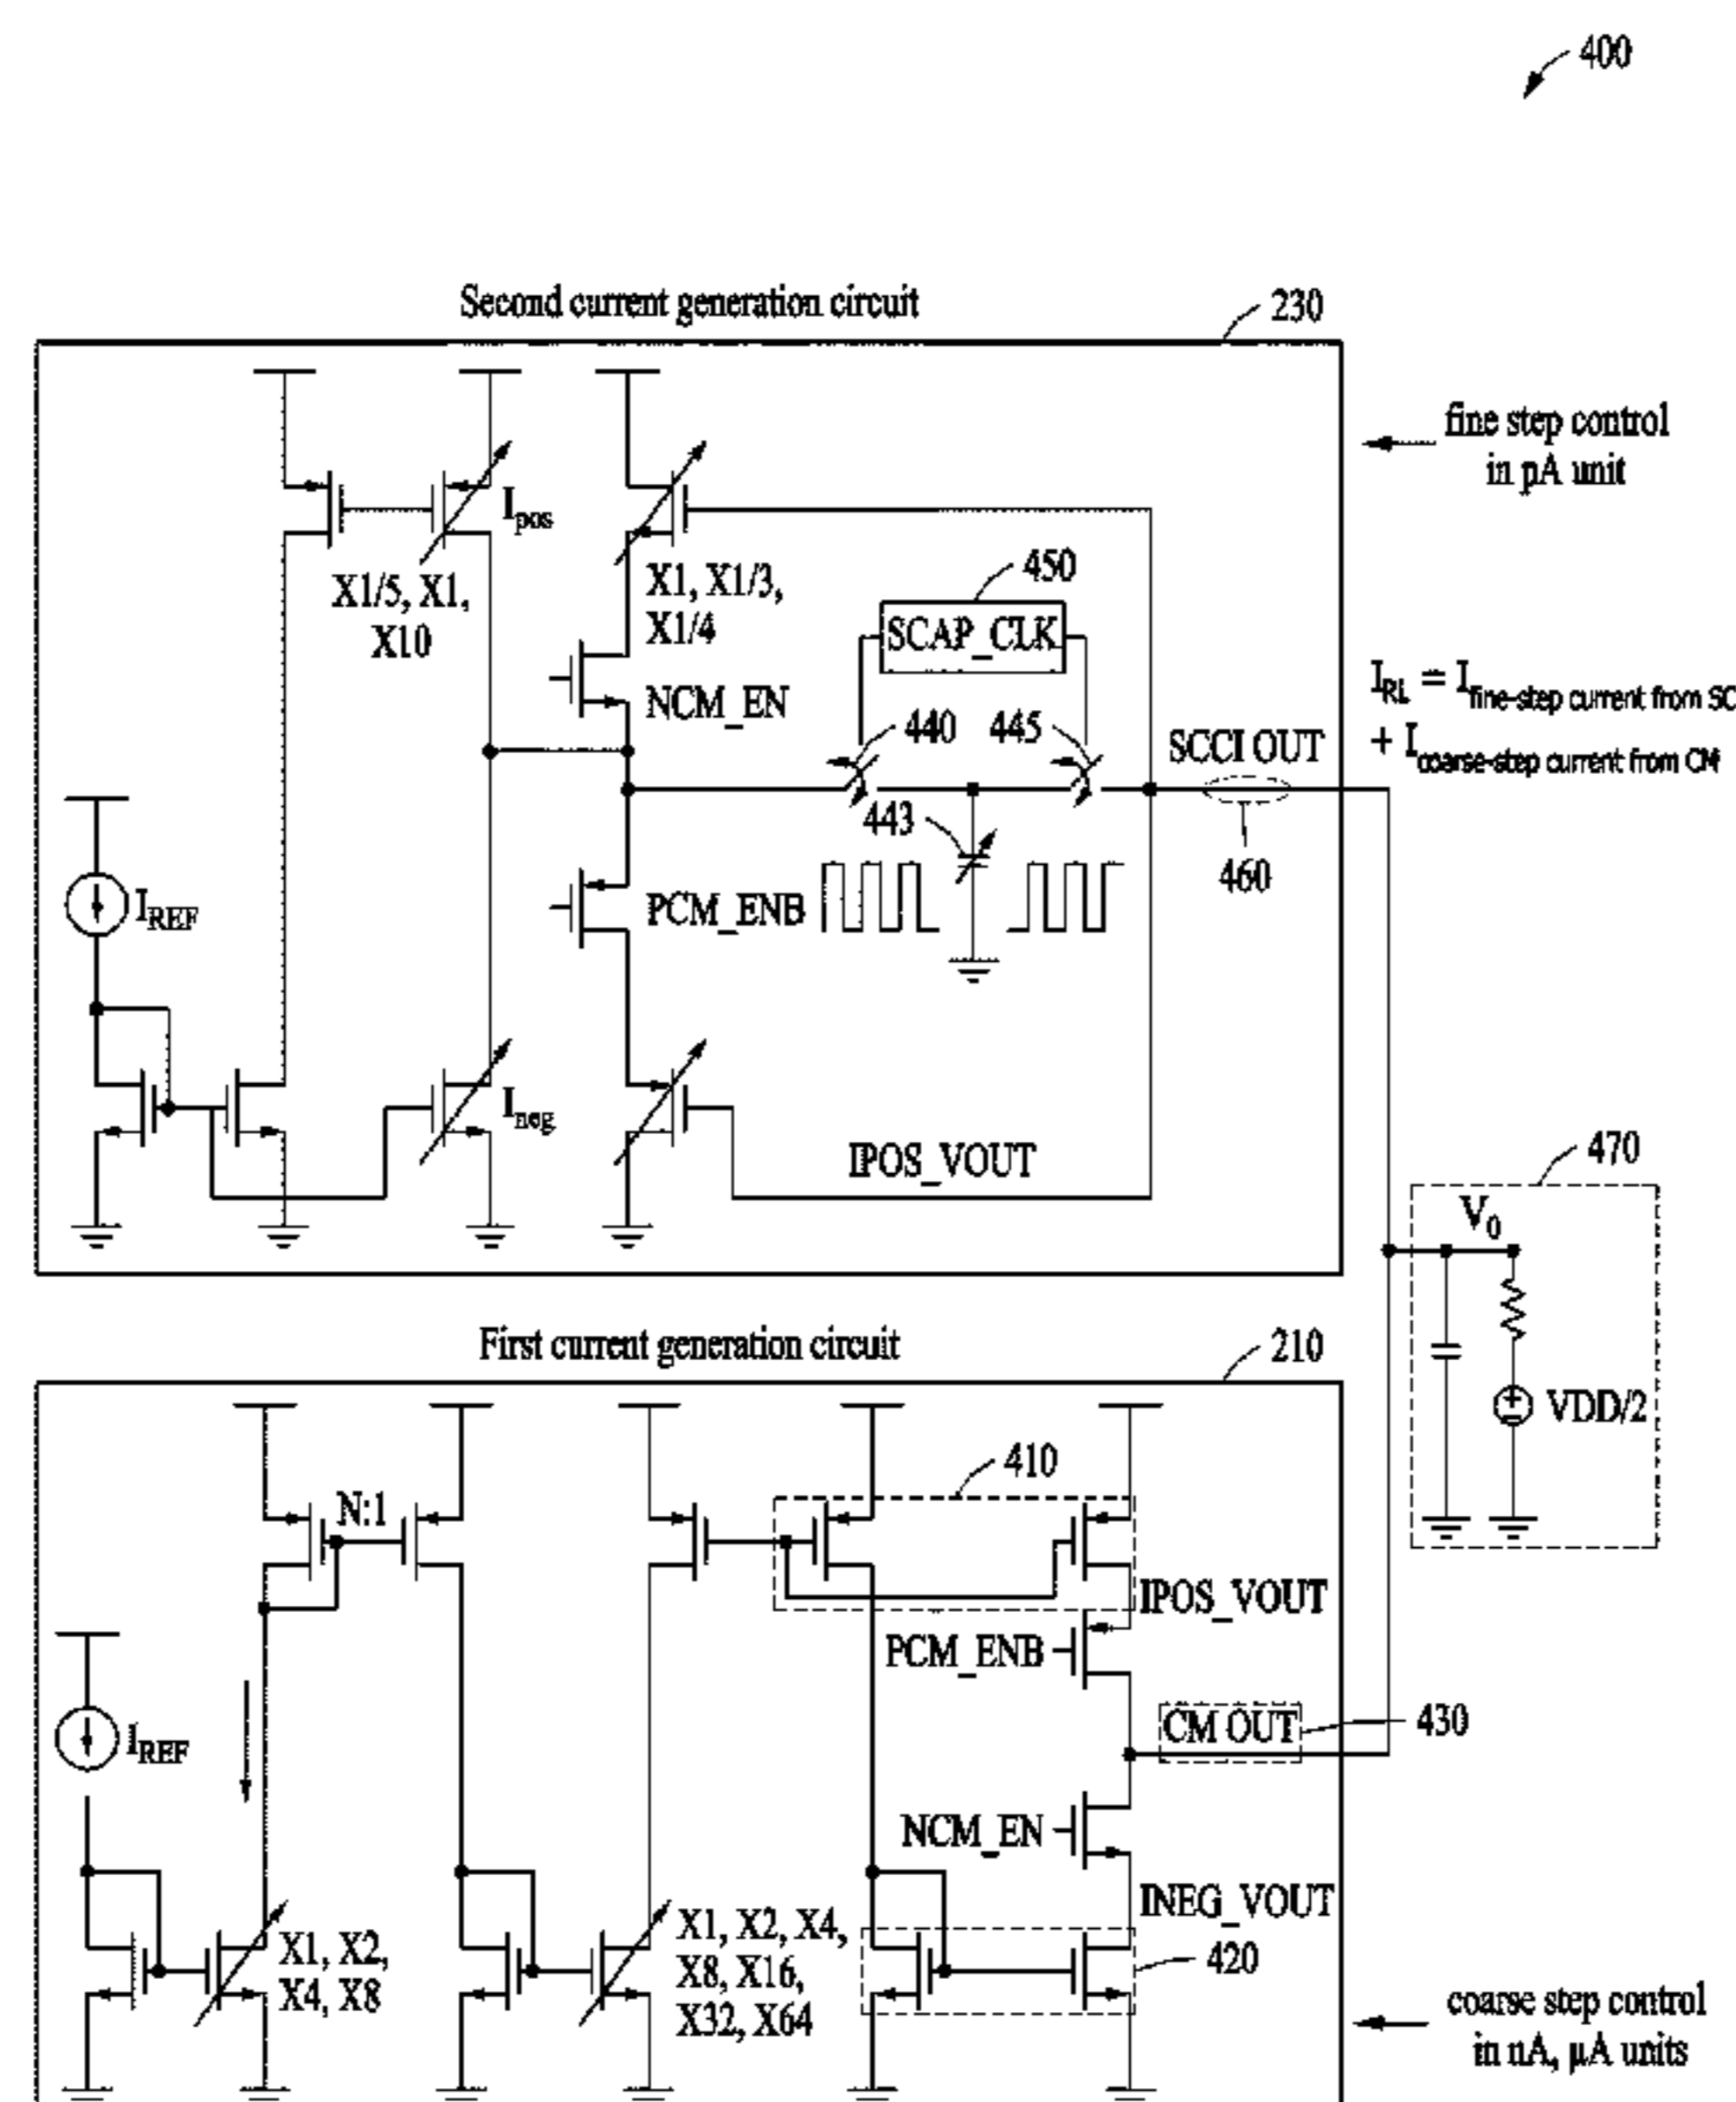 400
Second current generation circuit
230
fine step control
in pA unit
Ipos
X1/5, X1,
X10
X1, X1/3,
X1/4
450
SCAP_CLK
NCM_EN
440
445
SCCI OUT
IRL = Ifine-step current from SC
+ Icoarse-step current from CM
443
460
IREF
PCM_ENB
Ineg
IPOS_VOUT
470
V0
VDD/2
First current generation circuit
210
410
N:1
IPOS_VOUT
PCM_ENB
CM OUT
430
IREF
NCM_EN
INEG_VOUT
X1, X2,
X4, X8
X1, X2, X4,
X8, X16,
X32, X64
420
coarse step control
in nA, μA units